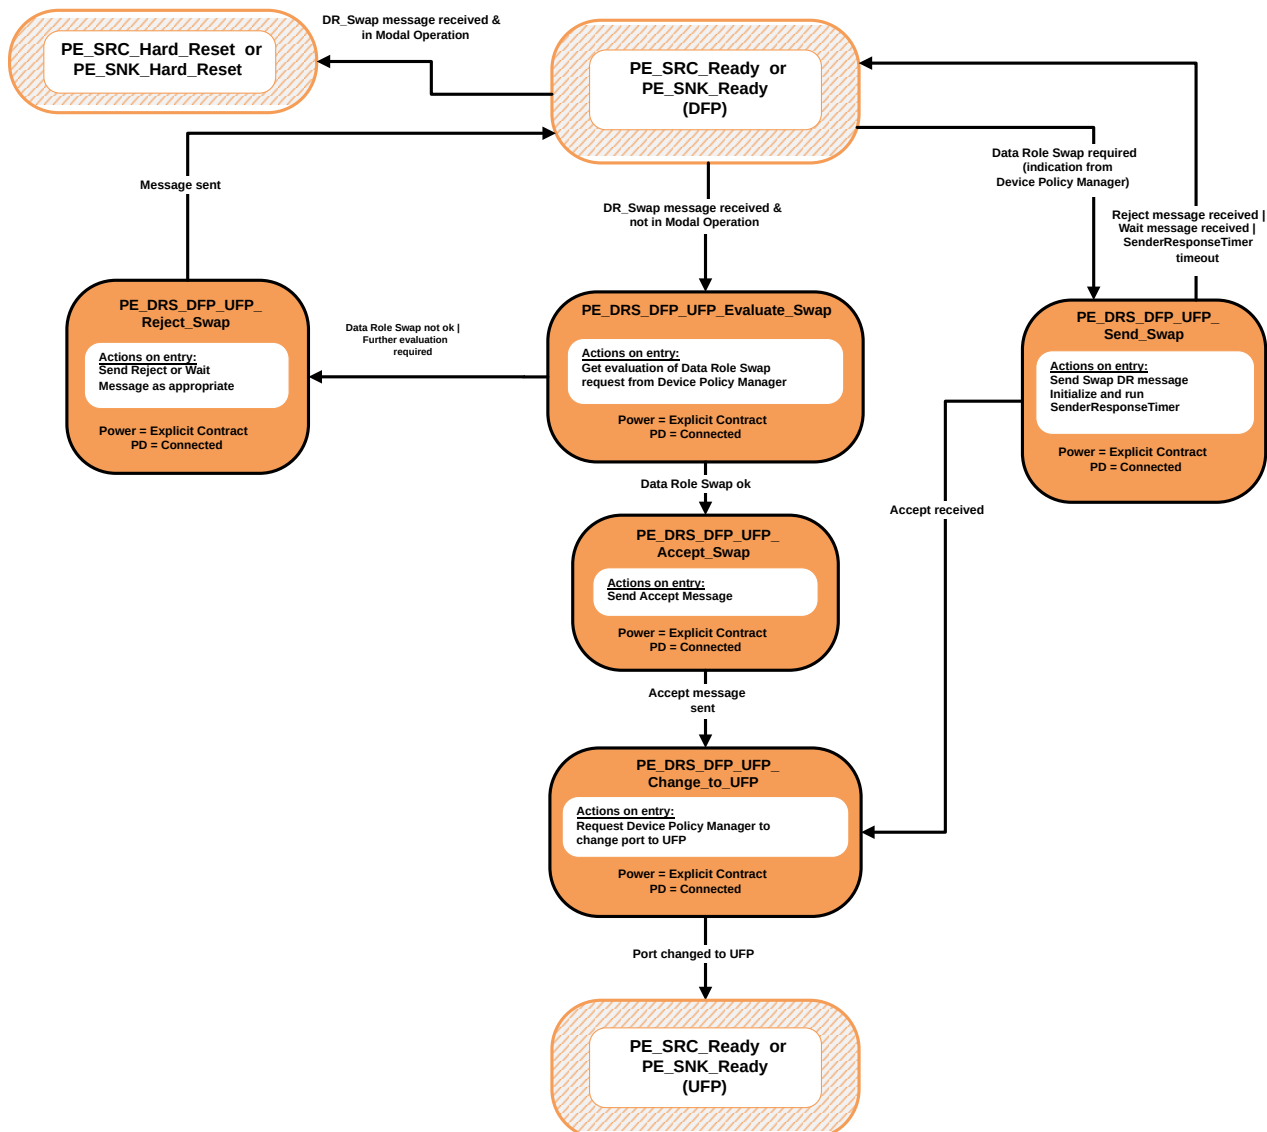 DR_Swap message received &
in Modal Operation
PE_SRC_Hard_Reset or
PE_SNK_Hard_Reset
PE_SRC_Ready or
PE_SNK_Ready
(DFP)
Message sent
DR_Swap message received &
not in Modal Operation
Data Role Swap required
(indication from
Device Policy Manager)
Reject message received |
Wait message received |
SenderResponseTimer
timeout
PE_DRS_DFP_UFP_
Reject_Swap
Actions on entry:
Send Reject or Wait
Message as appropriate
Power = Explicit Contract
PD = Connected
Data Role Swap not ok |
Further evaluation
required
PE_DRS_DFP_UFP_Evaluate_Swap
Actions on entry:
Get evaluation of Data Role Swap
request from Device Policy Manager
Power = Explicit Contract
PD = Connected
PE_DRS_DFP_UFP_
Send_Swap
Actions on entry:
Send Swap DR message
Initialize and run
SenderResponseTimer
Power = Explicit Contract
PD = Connected
Data Role Swap ok
Accept received
PE_DRS_DFP_UFP_
Accept_Swap
Actions on entry:
Send Accept Message
Power = Explicit Contract
PD = Connected
Accept message
sent
PE_DRS_DFP_UFP_
Change_to_UFP
Actions on entry:
Request Device Policy Manager to
change port to UFP
Power = Explicit Contract
PD = Connected
Port changed to UFP
PE_SRC_Ready or
PE_SNK_Ready
(UFP)